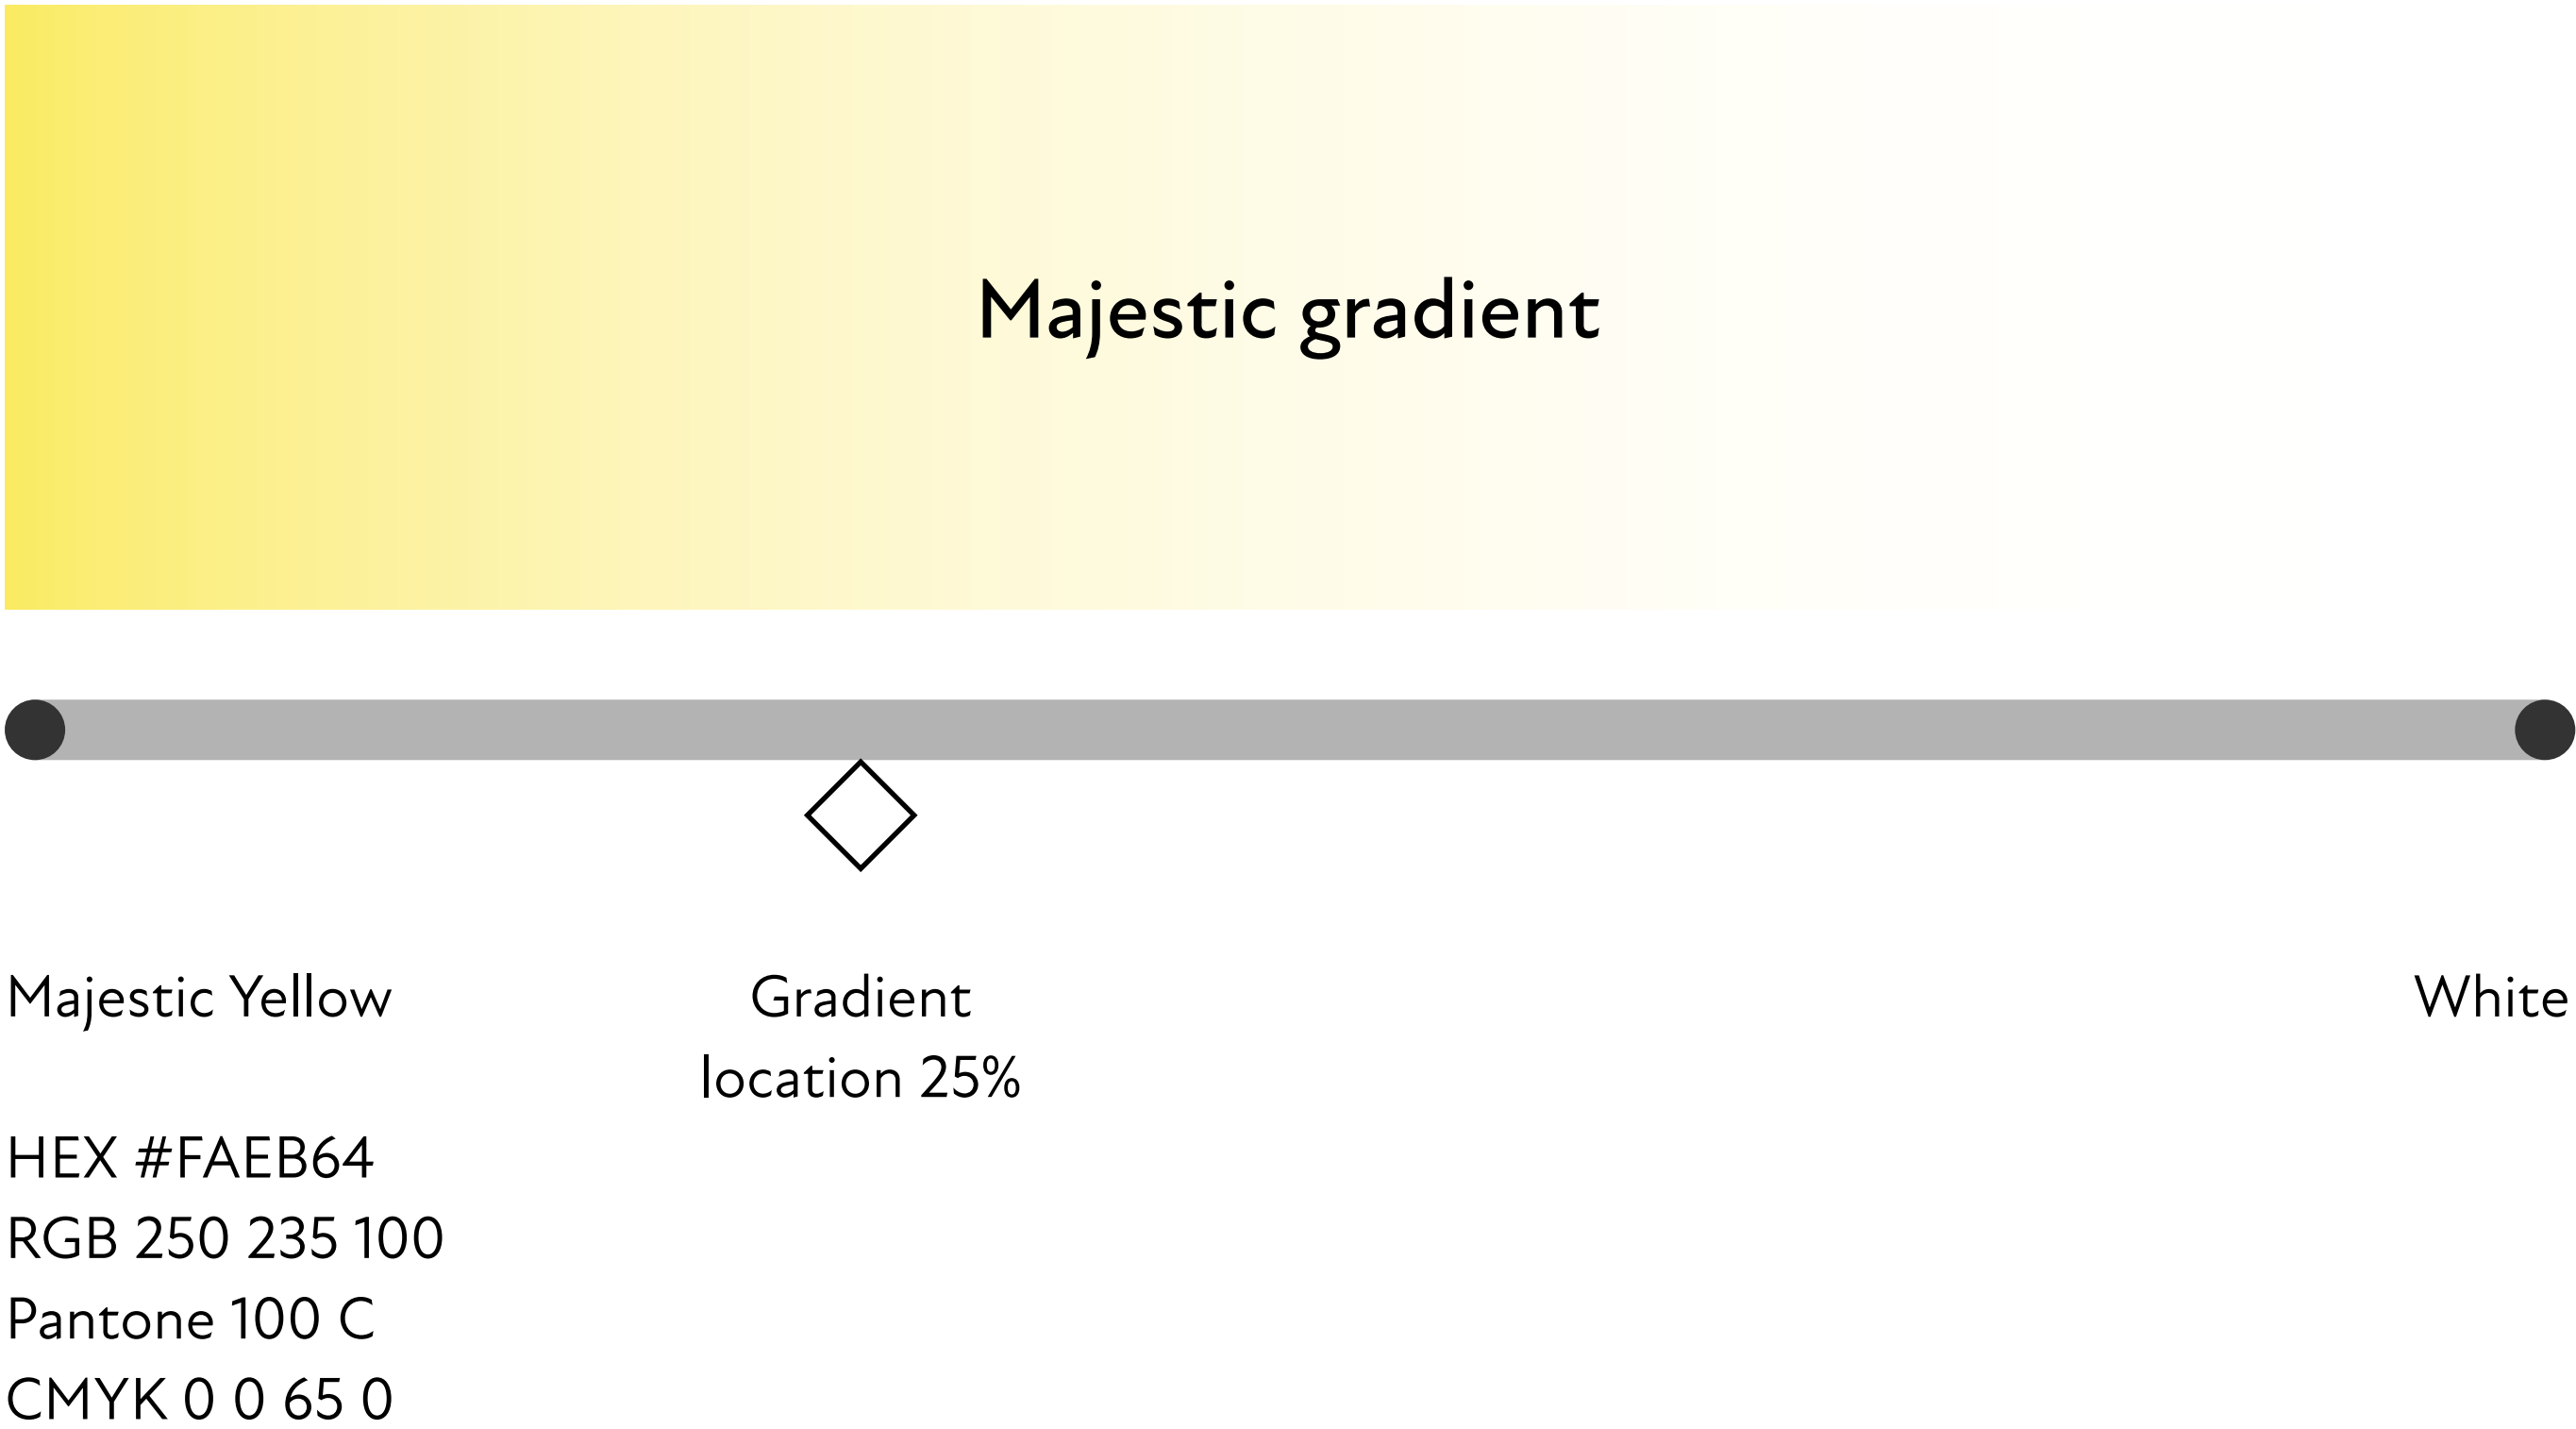 Majestic gradient
Majestic Yellow
Gradient
location 25%
White
HEX #FAEB64
RGB 250 235 100
Pantone 100 C
CMYK 0 0 65 0